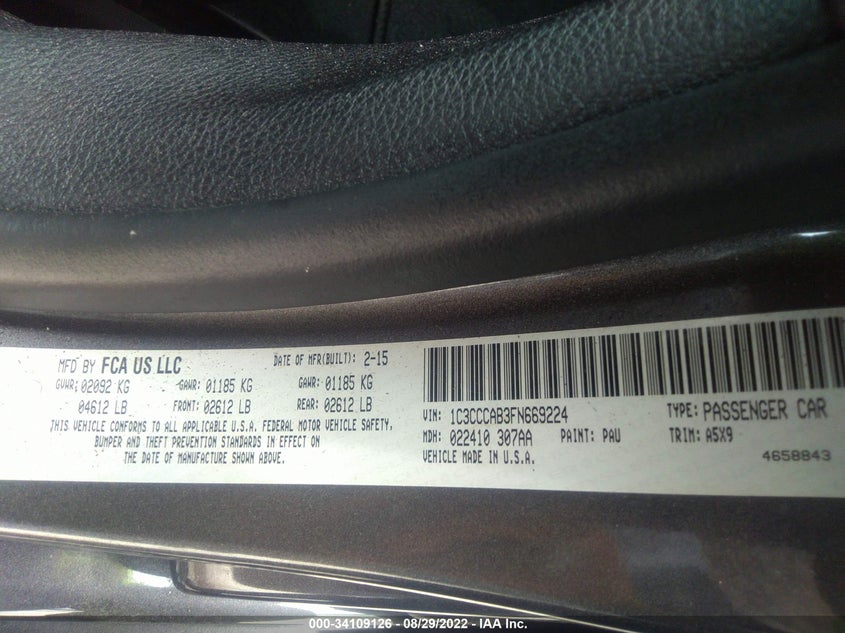 MFD BY FCA US LLC DATE OF MFR(BUILT): 2-15
GVWR: 02092 KG GAWR: 01185 KG GAWR: 01185 KG
04612 LB FRONT: 02612 LB REAR: 02612 LB
THIS VEHICLE CONFORMS TO ALL APPLICABLE U.S.A. FEDERAL MOTOR VEHICLE SAFETY,
BUMPER AND THEFT PREVENTION STANDARDS IN EFFECT ON
THE DATE OF MANUFACTURE SHOWN ABOVE.
VIN: 1C3CCCAB3FN669224 TYPE: PASSENGER CAR
MDH: 022410 307AA PAINT: PAU TRIM: A5X9
VEHICLE MADE IN U.S.A. 4658843
000-34109126 - 08/29/2022 - IAA Inc.